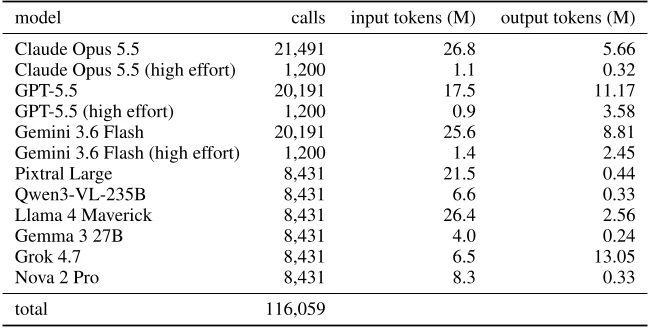 model calls input tokens (M) output tokens (M)
Claude Opus 5.5 21,491 26.8 5.66
Claude Opus 5.5 (high effort) 1,200 1.1 0.32
GPT-5.5 20,191 17.5 11.17
GPT-5.5 (high effort) 1,200 0.9 3.58
Gemini 3.6 Flash 20,191 25.6 8.81
Gemini 3.6 Flash (high effort) 1,200 1.4 2.45
Pixtral Large 8,431 21.5 0.44
Qwen3-VL-235B 8,431 6.6 0.33
Llama 4 Maverick 8,431 26.4 2.56
Gemma 3 27B 8,431 4.0 0.24
Grok 4.7 8,431 6.5 13.05
Nova 2 Pro 8,431 8.3 0.33
total 116,059